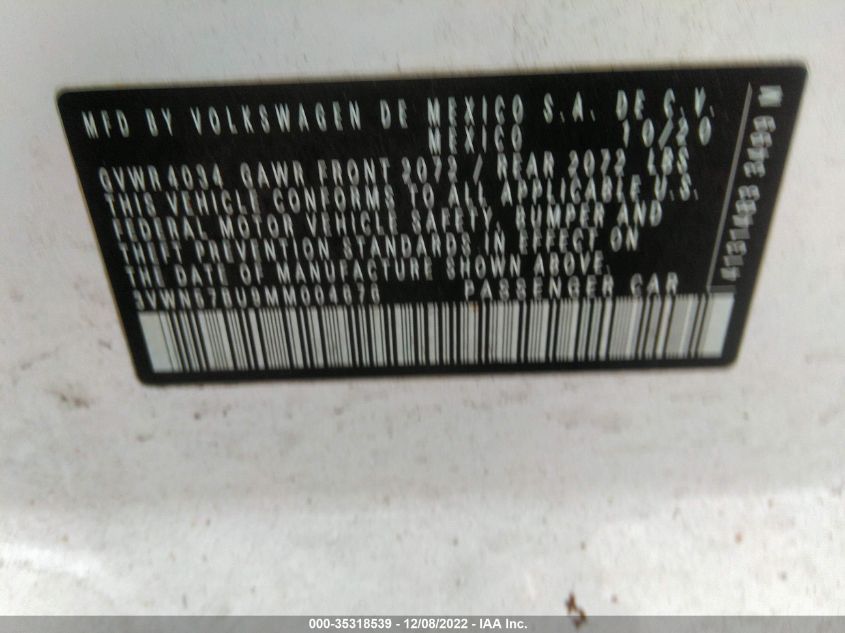 MFD BY VOLKSWAGEN DE MEXICO S.A. DE C.V.
MEXICO 10/20
GVWR 4034 GAWR FRONT 2072 / REAR 2072 LBS
THIS VEHICLE CONFORMS TO ALL APPLICABLE U.S.
FEDERAL MOTOR VEHICLE SAFETY, BUMPER AND
THEFT PREVENTION STANDARDS IN EFFECT ON
THE DATE OF MANUFACTURE SHOWN ABOVE.
3VWN57BU9MM004676 PASSENGER CAR
000-35318539 - 12/08/2022 - IAA Inc.